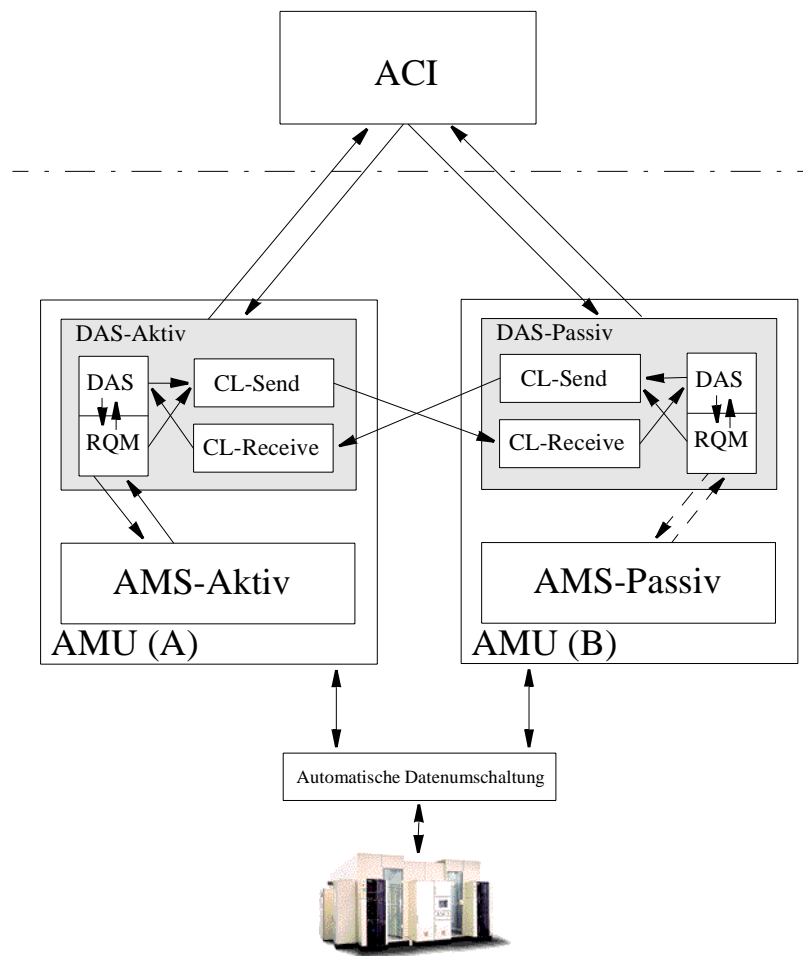 ACI
DAS-Aktiv
DAS
RQM
CL-Send
CL-Receive
AMS-Aktiv
AMU (A)
DAS-Passiv
CL-Send
CL-Receive
DAS
RQM
AMS-Passiv
AMU (B)
Automatische Datenumschaltung